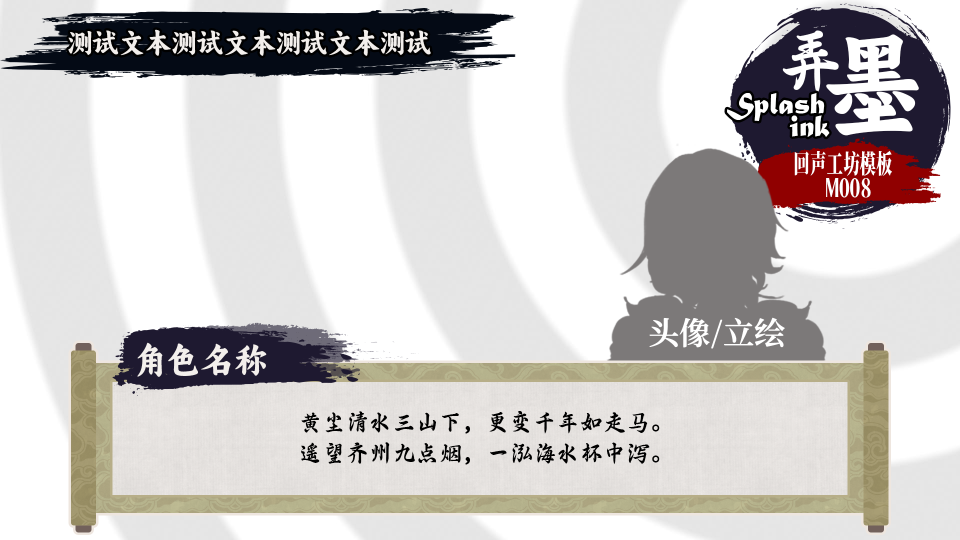 测试文本测试文本测试文本测试
弄墨
Splash
ink
回声工坊模板
M008
头像/立绘
角色名称
黄尘清水三山下，更变千年如走马。
遥望齐州九点烟，一泓海水杯中泻。